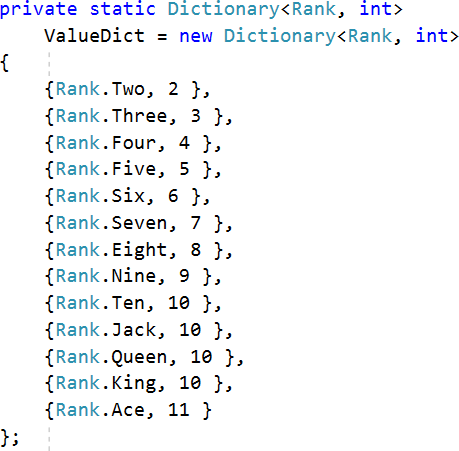 private static Dictionary<Rank, int>
    ValueDict = new Dictionary<Rank, int>
{
    {Rank.Two, 2 },
    {Rank.Three, 3 },
    {Rank.Four, 4 },
    {Rank.Five, 5 },
    {Rank.Six, 6 },
    {Rank.Seven, 7 },
    {Rank.Eight, 8 },
    {Rank.Nine, 9 },
    {Rank.Ten, 10 },
    {Rank.Jack, 10 },
    {Rank.Queen, 10 },
    {Rank.King, 10 },
    {Rank.Ace, 11 }
};